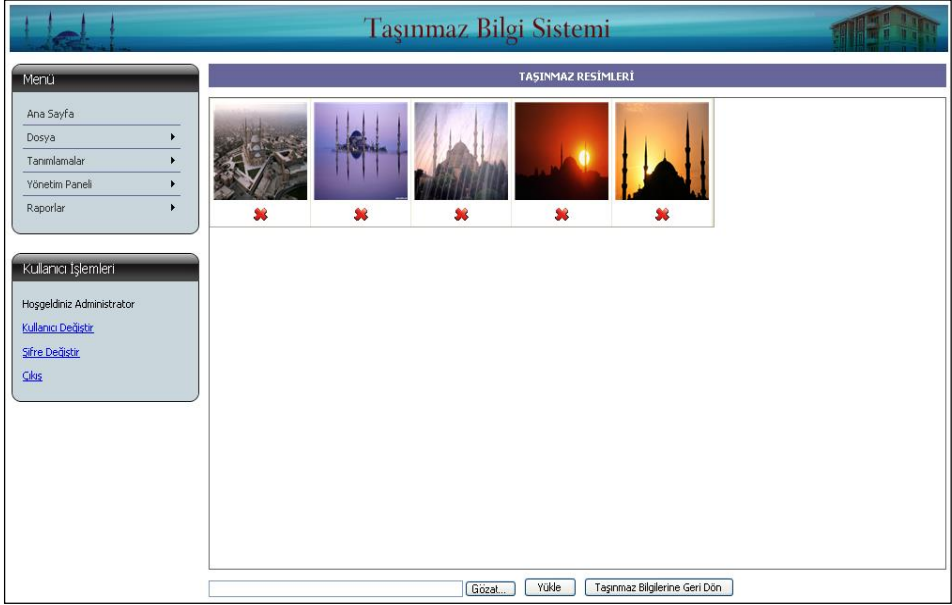 Taşınmaz Bilgi Sistemi
Menü
Ana Sayfa
Dosya
Tanımlamalar
Yönetim Paneli
Raporlar
Kullanıcı İşlemleri
Hoşgeldiniz Administrator
Kullanıcı Değiştir
Şifre Değiştir
Çıkış
TAŞINMAZ RESİMLERİ
Gözat...
Yükle
Taşınmaz Bilgilerine Geri Dön